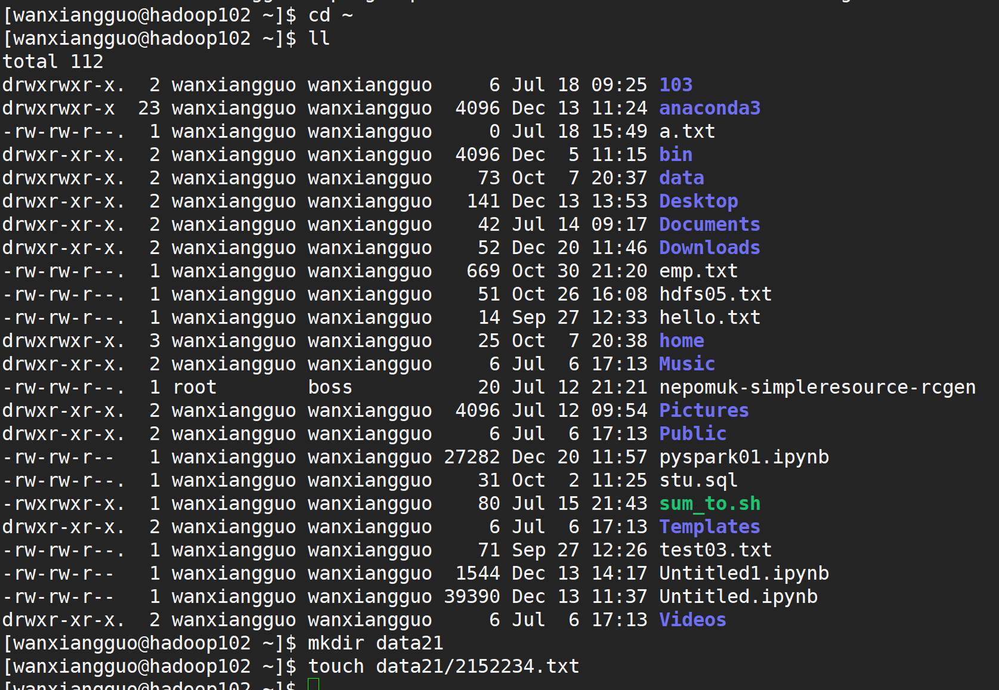 [wanxiangguo@hadoop102 ~]$ cd ~
[wanxiangguo@hadoop102 ~]$ ll
total 112
drwxrwxr-x.  2 wanxiangguo wanxiangguo     6 Jul 18 09:25 103
drwxrwxr-x  23 wanxiangguo wanxiangguo  4096 Dec 13 11:24 anaconda3
-rw-rw-r--.  1 wanxiangguo wanxiangguo     0 Jul 18 15:49 a.txt
drwxr-xr-x.  2 wanxiangguo wanxiangguo  4096 Dec  5 11:15 bin
drwxrwxr-x.  2 wanxiangguo wanxiangguo    73 Oct  7 20:37 data
drwxr-xr-x.  2 wanxiangguo wanxiangguo   141 Dec 13 13:53 Desktop
drwxr-xr-x.  2 wanxiangguo wanxiangguo    42 Jul 14 09:17 Documents
drwxr-xr-x.  2 wanxiangguo wanxiangguo    52 Dec 20 11:46 Downloads
-rw-rw-r--.  1 wanxiangguo wanxiangguo   669 Oct 30 21:20 emp.txt
-rw-rw-r--.  1 wanxiangguo wanxiangguo    51 Oct 26 16:08 hdfs05.txt
-rw-rw-r--.  1 wanxiangguo wanxiangguo    14 Sep 27 12:33 hello.txt
drwxrwxr-x.  3 wanxiangguo wanxiangguo    25 Oct  7 20:38 home
drwxr-xr-x.  2 wanxiangguo wanxiangguo     6 Jul  6 17:13 Music
-rw-rw-r--.  1 root        boss           20 Jul 12 21:21 nepomuk-simpleresource-rcgen
drwxr-xr-x.  2 wanxiangguo wanxiangguo  4096 Jul 12 09:54 Pictures
drwxr-xr-x.  2 wanxiangguo wanxiangguo     6 Jul  6 17:13 Public
-rw-rw-r--   1 wanxiangguo wanxiangguo 27282 Dec 20 11:57 pyspark01.ipynb
-rw-rw-r--.  1 wanxiangguo wanxiangguo    31 Oct  2 11:25 stu.sql
-rwxrwxr-x.  1 wanxiangguo wanxiangguo    80 Jul 15 21:43 sum_to.sh
drwxr-xr-x.  2 wanxiangguo wanxiangguo     6 Jul  6 17:13 Templates
-rw-rw-r--.  1 wanxiangguo wanxiangguo    71 Sep 27 12:26 test03.txt
-rw-rw-r--   1 wanxiangguo wanxiangguo  1544 Dec 13 14:17 Untitled1.ipynb
-rw-rw-r--   1 wanxiangguo wanxiangguo 39390 Dec 13 11:37 Untitled.ipynb
drwxr-xr-x.  2 wanxiangguo wanxiangguo     6 Jul  6 17:13 Videos
[wanxiangguo@hadoop102 ~]$ mkdir data21
[wanxiangguo@hadoop102 ~]$ touch data21/2152234.txt
[wanxiangguo@hadoop102 ~]$